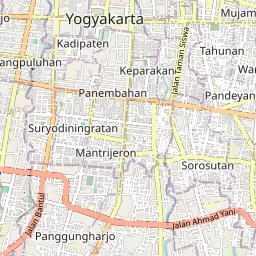 Yogyakarta
Mujam
jo
Kadipaten
Tahunan
angpuluhan
Keparakan
Jalan Taman Siswa
Panembahan
Pandeyan
Suryodiningratan
Mantrijeron
Sorosutan
Jalan Bantul
Jalan Ahmad Yani
Panggungharjo